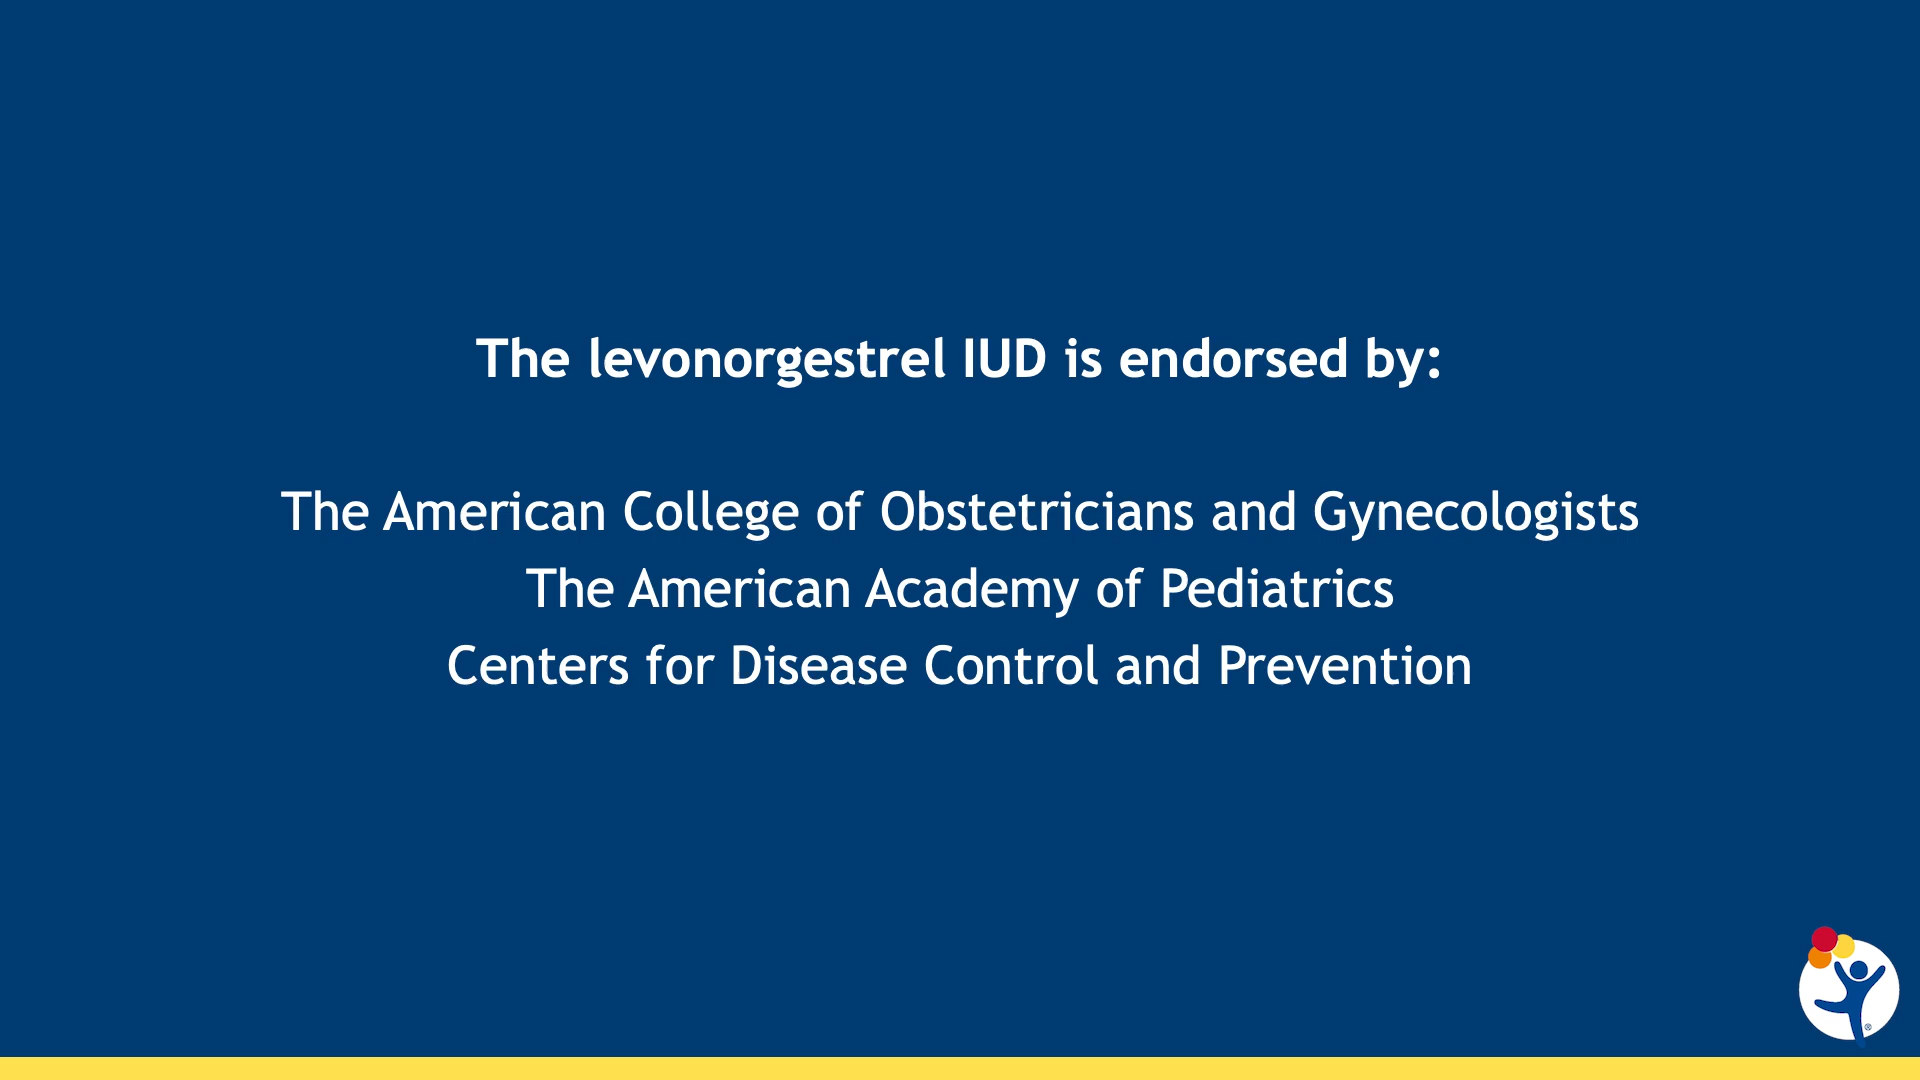 The levonorgestrel IUD is endorsed by:
The American College of Obstetricians and Gynecologists
The American Academy of Pediatrics
Centers for Disease Control and Prevention
®